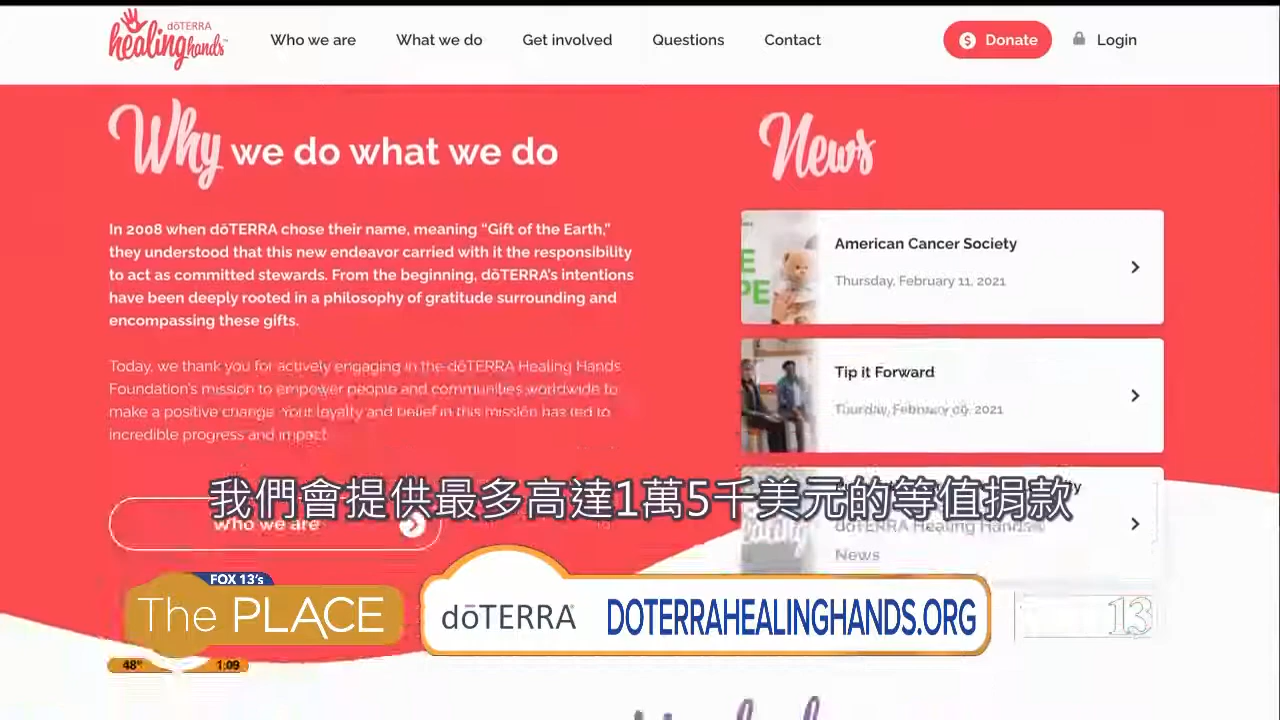 dōTERRA
healing hands
Who we are
What we do
Get involved
Questions
Contact
Donate
Login
Why we do what we do
In 2008 when dōTERRA chose their name, meaning “Gift of the Earth,”
they understood that this new endeavor carried with it the responsibility
to act as committed stewards. From the beginning, dōTERRA’s intentions
have been deeply rooted in a philosophy of gratitude surrounding and
encompassing these gifts.
Today, we thank you for actively engaging in the dōTERRA Healing Hands
Foundation’s mission to empower people and communities worldwide to
make a positive change. Your loyalty and belief in this mission has led to
incredible progress and impact.
who we are
News
American Cancer Society
Thursday, February 11, 2021
Tip it Forward
dōTERRA Healing Hands
News
我們會提供最多高達1萬5千美元的等值捐款
FOX 13's
The PLACE
dōTERRA
DOTERRAHEALINGHANDS.ORG
13
48°
1:09